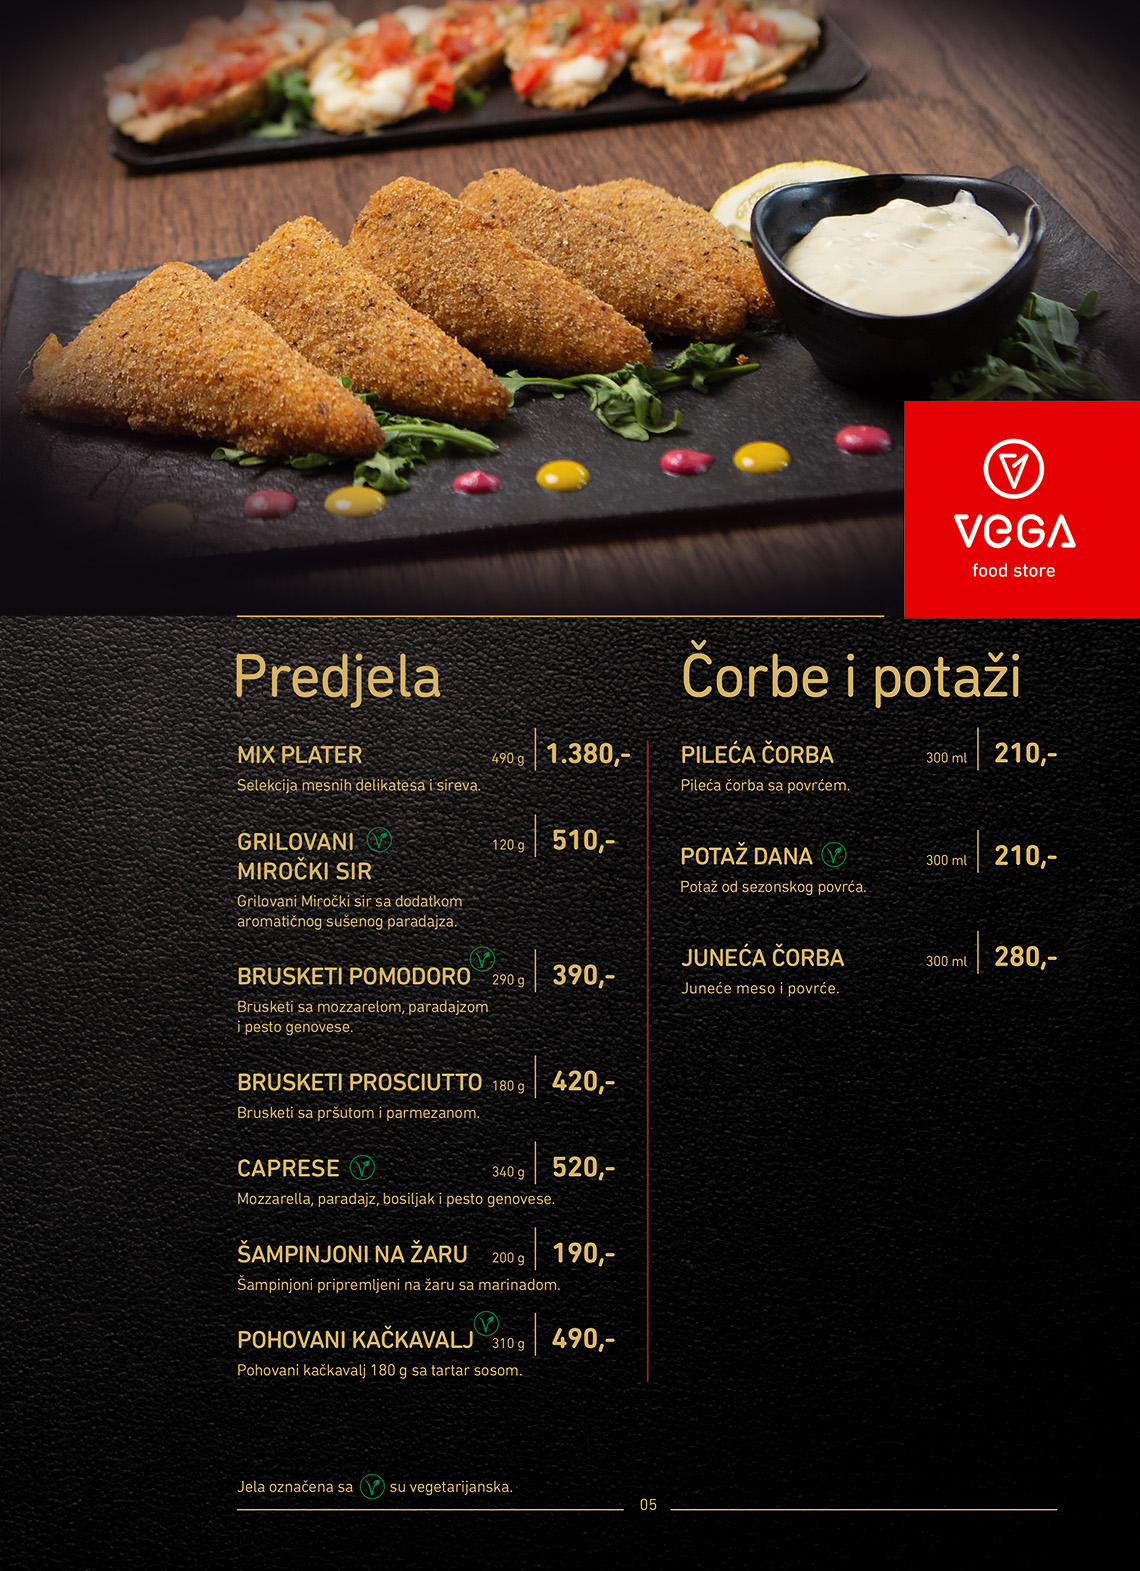 VEGA
food store
Predjela
MIX PLATER 490 g 1.380,-
Selekcija mesnih delikatesa i sireva.
GRILOVANI 120 g 510,-
MIROČKI SIR
Grilovani Miročki sir sa dodatkom
aromatičnog sušenog paradajza.
BRUSKETI POMODORO 290 g 390,-
Brusketi sa mozzarelom, paradajzom
i pesto genovese.
BRUSKETI PROSCIUTTO 180 g 420,-
Brusketi sa pršutom i parmezanom.
CAPRESE 340 g 520,-
Mozzarella, paradajz, bosiljak i pesto genovese.
ŠAMPINJONI NA ŽARU 200 g 190,-
Šampinjoni pripremljeni na žaru sa marinadom.
POHOVANI KAČKAVALJ 310 g 490,-
Pohovani kačkavalj 180 g sa tartar sosom.
Čorbe i potaži
PILEĆA ČORBA 300 ml 210,-
Pileća čorba sa povrćem.
POTAŽ DANA 300 ml 210,-
Potaž od sezonskog povrća.
JUNEĆA ČORBA 300 ml 280,-
Juneće meso i povrće.
Jela označena sa V su vegetarijanska.
05